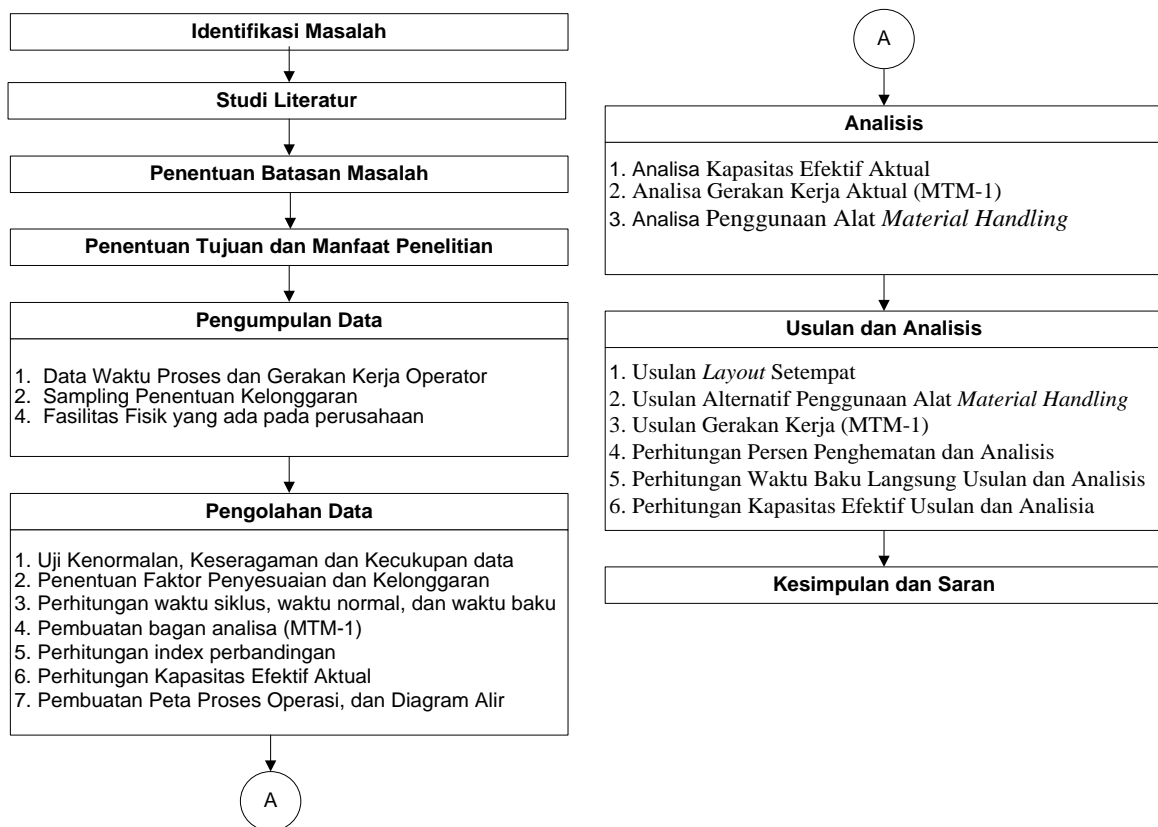 Identifikasi Masalah
Studi Literatur
Penentuan Batasan Masalah
Penentuan Tujuan dan Manfaat Penelitian
Pengumpulan Data
1. Data Waktu Proses dan Gerakan Kerja Operator
2. Sampling Penentuan Kelonggaran
4. Fasilitas Fisik yang ada pada perusahaan
Pengolahan Data
1. Uji Kenormalan, Keseragaman dan Kecukupan data
2. Penentuan Faktor Penyesuaian dan Kelonggaran
3. Perhitungan waktu siklus, waktu normal, dan waktu baku
4. Pembuatan bagan analisa (MTM-1)
5. Perhitungan index perbandingan
6. Perhitungan Kapasitas Efektif Aktual
7. Pembuatan Peta Proses Operasi, dan Diagram Alir
A
A
Analisis
1. Analisa Kapasitas Efektif Aktual
2. Analisa Gerakan Kerja Aktual (MTM-1)
3. Analisa Penggunaan Alat Material Handling
Usulan dan Analisis
1. Usulan Layout Setempat
2. Usulan Alternatif Penggunaan Alat Material Handling
3. Usulan Gerakan Kerja (MTM-1)
4. Perhitungan Persen Penghematan dan Analisis
5. Perhitungan Waktu Baku Langsung Usulan dan Analisis
6. Perhitungan Kapasitas Efektif Usulan dan Analisia
Kesimpulan dan Saran